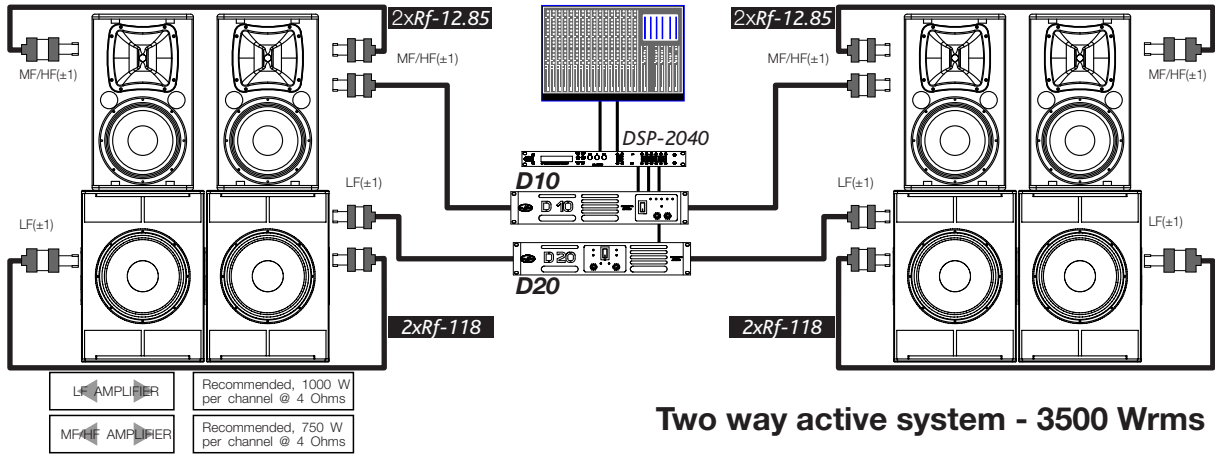 2xRf-12.85
2xRf-12.85
MF/HF(±1)
MF/HF(±1)
MF/HF(±1)
MF/HF(±1)
DSP-2040
D10
D 10
LF(±1)
LF(±1)
LF(±1)
LF(±1)
D 20
D20
2xRf-118
2xRf-118
LF AMPLIFIER
Recommended, 1000 W
per channel @ 4 Ohms
MF/HF AMPLIFIER
Recommended, 750 W
per channel @ 4 Ohms
Two way active system - 3500 Wrms